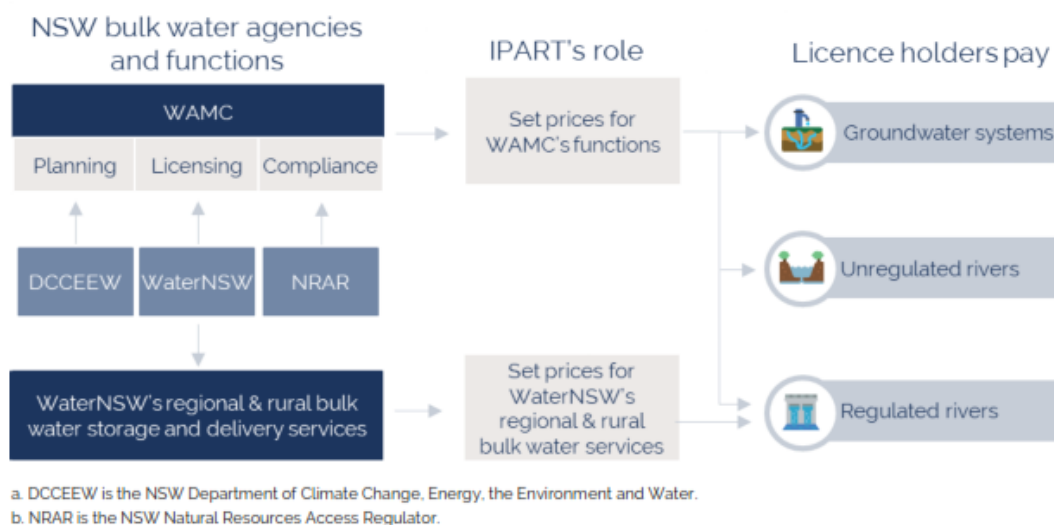 NSW bulk water agencies
and functions
IPART's role
Licence holders pay
WAMC
Planning
Licensing
Compliance
DCCEEW
WaterNSW
NRAR
WaterNSW's regional & rural bulk
water storage and delivery services
Set prices for
WAMC's functions
Set prices for
WaterNSW's
regional & rural
bulk water services
Groundwater systems
Unregulated rivers
Regulated rivers
a. DCCEEW is the NSW Department of Climate Change, Energy, the Environment and Water.
b. NRAR is the NSW Natural Resources Access Regulator.